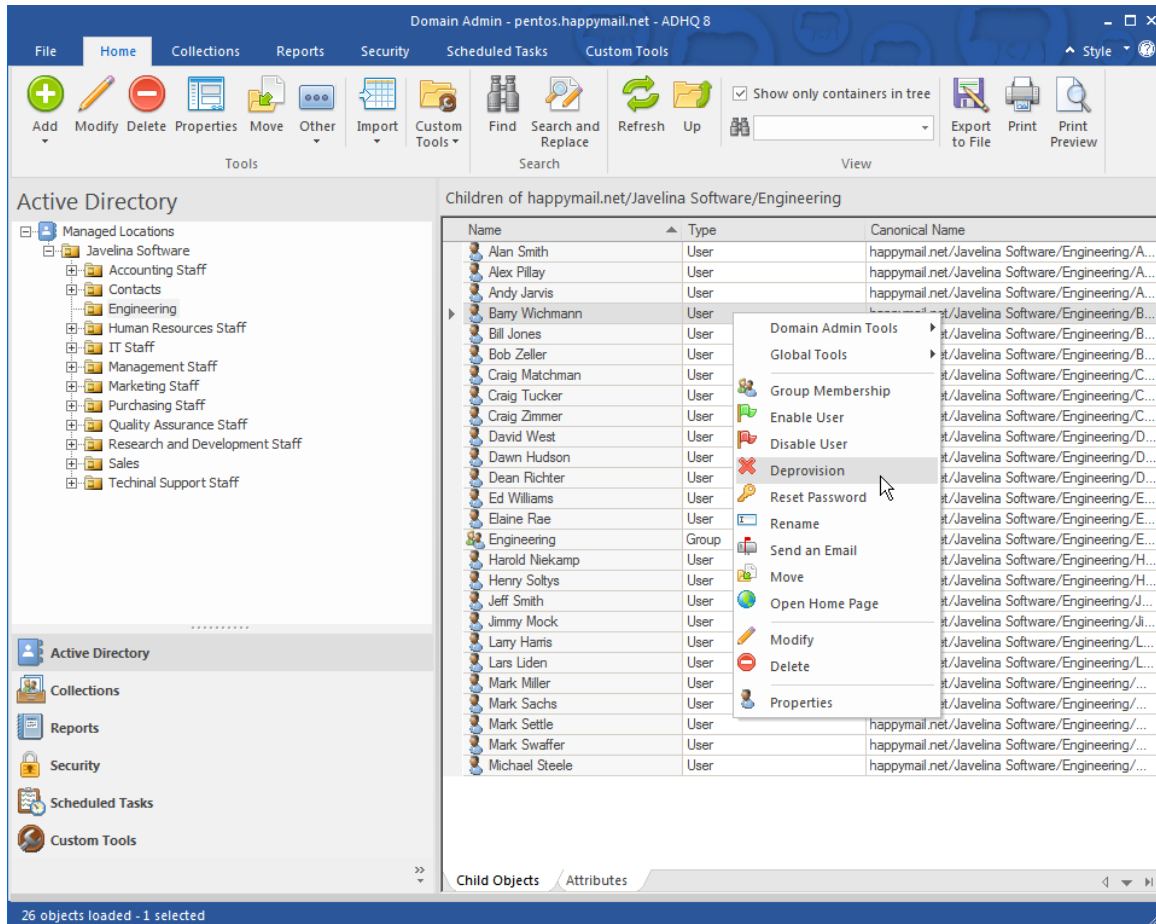 Domain Admin - pentos.happymail.net - ADHQ 8
File Home Collections Reports Security Scheduled Tasks Custom Tools Style
Add Modify Delete Properties Move Other Import Custom Tools Find Search and Replace Refresh Up
Show only containers in tree
Export to File Print Print Preview
Tools Search View
Active Directory
Managed Locations
Javelina Software
Accounting Staff
Contacts
Engineering
Human Resources Staff
IT Staff
Management Staff
Marketing Staff
Purchasing Staff
Quality Assurance Staff
Research and Development Staff
Sales
Techinal Support Staff
Active Directory
Collections
Reports
Security
Scheduled Tasks
Custom Tools
Children of happymail.net/Javelina Software/Engineering
Name Type Canonical Name
Alan Smith User happymail.net/Javelina Software/Engineering/A...
Alex Pillay User happymail.net/Javelina Software/Engineering/A...
Andy Jarvis User happymail.net/Javelina Software/Engineering/A...
Barry Wichmann User et/Javelina Software/Engineering/B...
Bill Jones User et/Javelina Software/Engineering/B...
Bob Zeller User et/Javelina Software/Engineering/B...
Craig Matchman User et/Javelina Software/Engineering/C...
Craig Tucker User et/Javelina Software/Engineering/C...
Craig Zimmer User et/Javelina Software/Engineering/C...
David West User et/Javelina Software/Engineering/D...
Dawn Hudson User et/Javelina Software/Engineering/D...
Dean Richter User et/Javelina Software/Engineering/D...
Ed Williams User et/Javelina Software/Engineering/E...
Elaine Rae User et/Javelina Software/Engineering/E...
Engineering Group et/Javelina Software/Engineering/E...
Harold Niekamp User et/Javelina Software/Engineering/H...
Henry Soltys User et/Javelina Software/Engineering/H...
Jeff Smith User et/Javelina Software/Engineering/J...
Jimmy Mock User et/Javelina Software/Engineering/Ji...
Larry Harris User et/Javelina Software/Engineering/L...
Lars Liden User et/Javelina Software/Engineering/L...
Mark Miller User et/Javelina Software/Engineering/...
Mark Sachs User et/Javelina Software/Engineering/...
Mark Settle User happymail.net/Javelina Software/Engineering/...
Mark Swaffer User happymail.net/Javelina Software/Engineering/...
Michael Steele User happymail.net/Javelina Software/Engineering/...
Domain Admin Tools
Global Tools
Group Membership
Enable User
Disable User
Deprovision
Reset Password
Rename
Send an Email
Move
Open Home Page
Modify
Delete
Properties
Child Objects Attributes
26 objects loaded - 1 selected